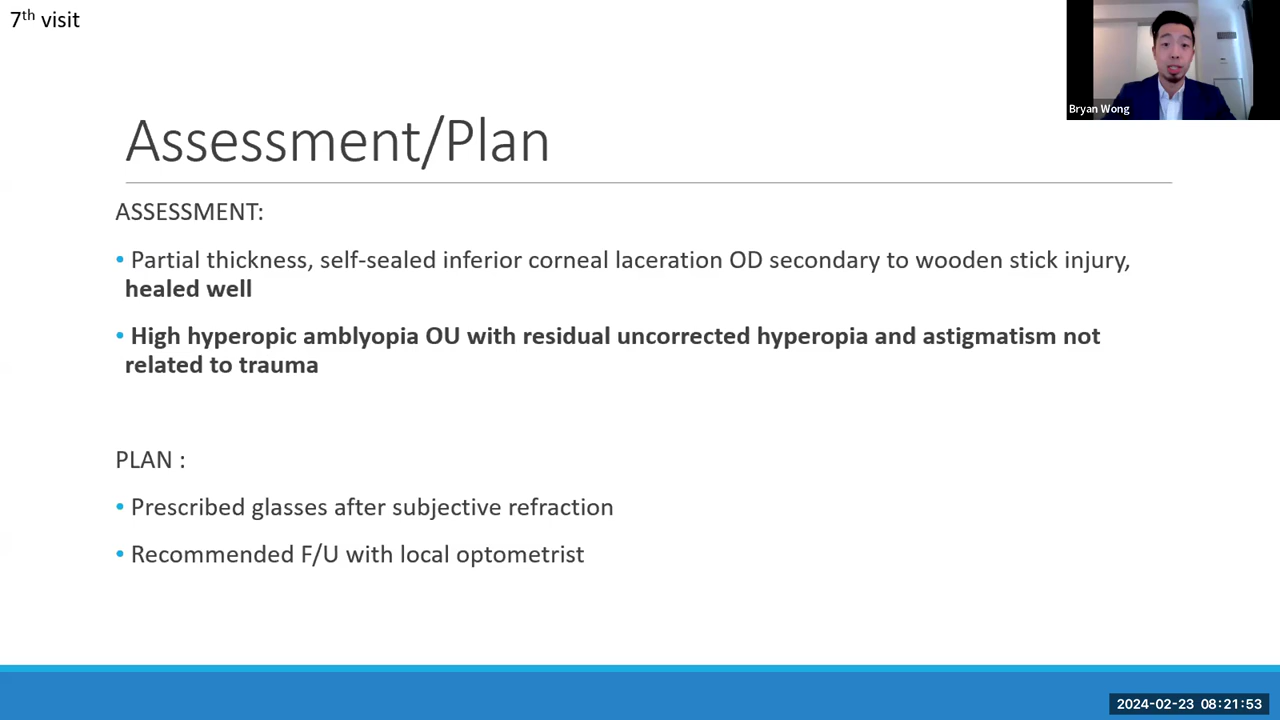 7th visit
Bryan Wong
Assessment/Plan
ASSESSMENT:
• Partial thickness, self-sealed inferior corneal laceration OD secondary to wooden stick injury,
healed well
• High hyperopic amblyopia OU with residual uncorrected hyperopia and astigmatism not
related to trauma
PLAN :
• Prescribed glasses after subjective refraction
• Recommended F/U with local optometrist
2024-02-23 08:21:53